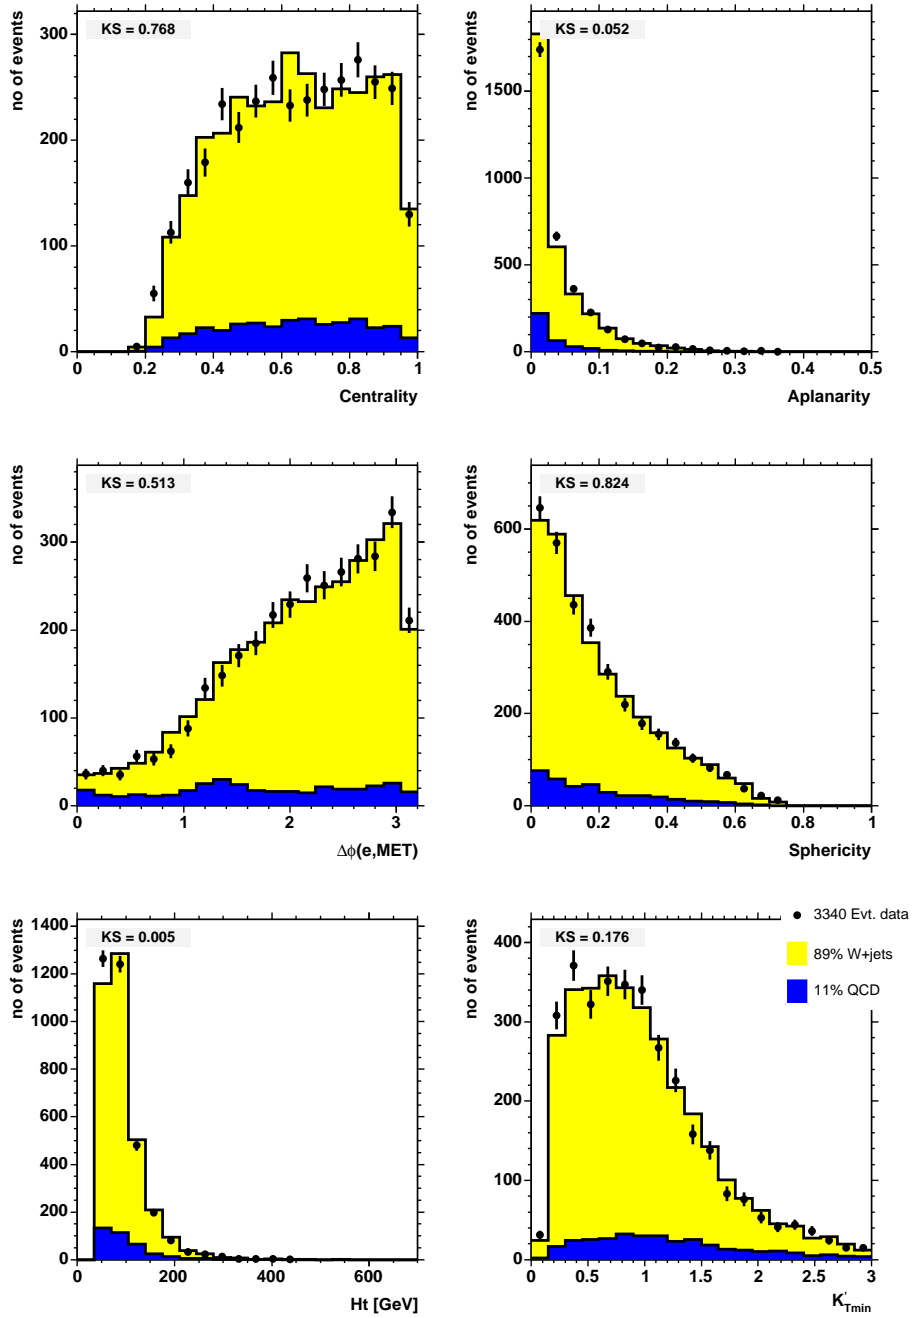 KS = 0.768
no of events
300
200
100
0
0 0.2 0.4 0.6 0.8 1
Centrality
KS = 0.052
no of events
1500
1000
500
0
0 0.1 0.2 0.3 0.4 0.5
Aplanarity
KS = 0.513
no of events
300
200
100
0
0 1 2 3
Δϕ(e,MET)
KS = 0.824
no of events
600
400
200
0
0 0.2 0.4 0.6 0.8 1
Sphericity
KS = 0.005
no of events
1400
1200
1000
800
600
400
200
0
0 200 400 600
Ht [GeV]
KS = 0.176
no of events
400
300
200
100
0
0 0.5 1 1.5 2 2.5 3
K'Tmin
3340 Evt. data
89% W+jets
11% QCD